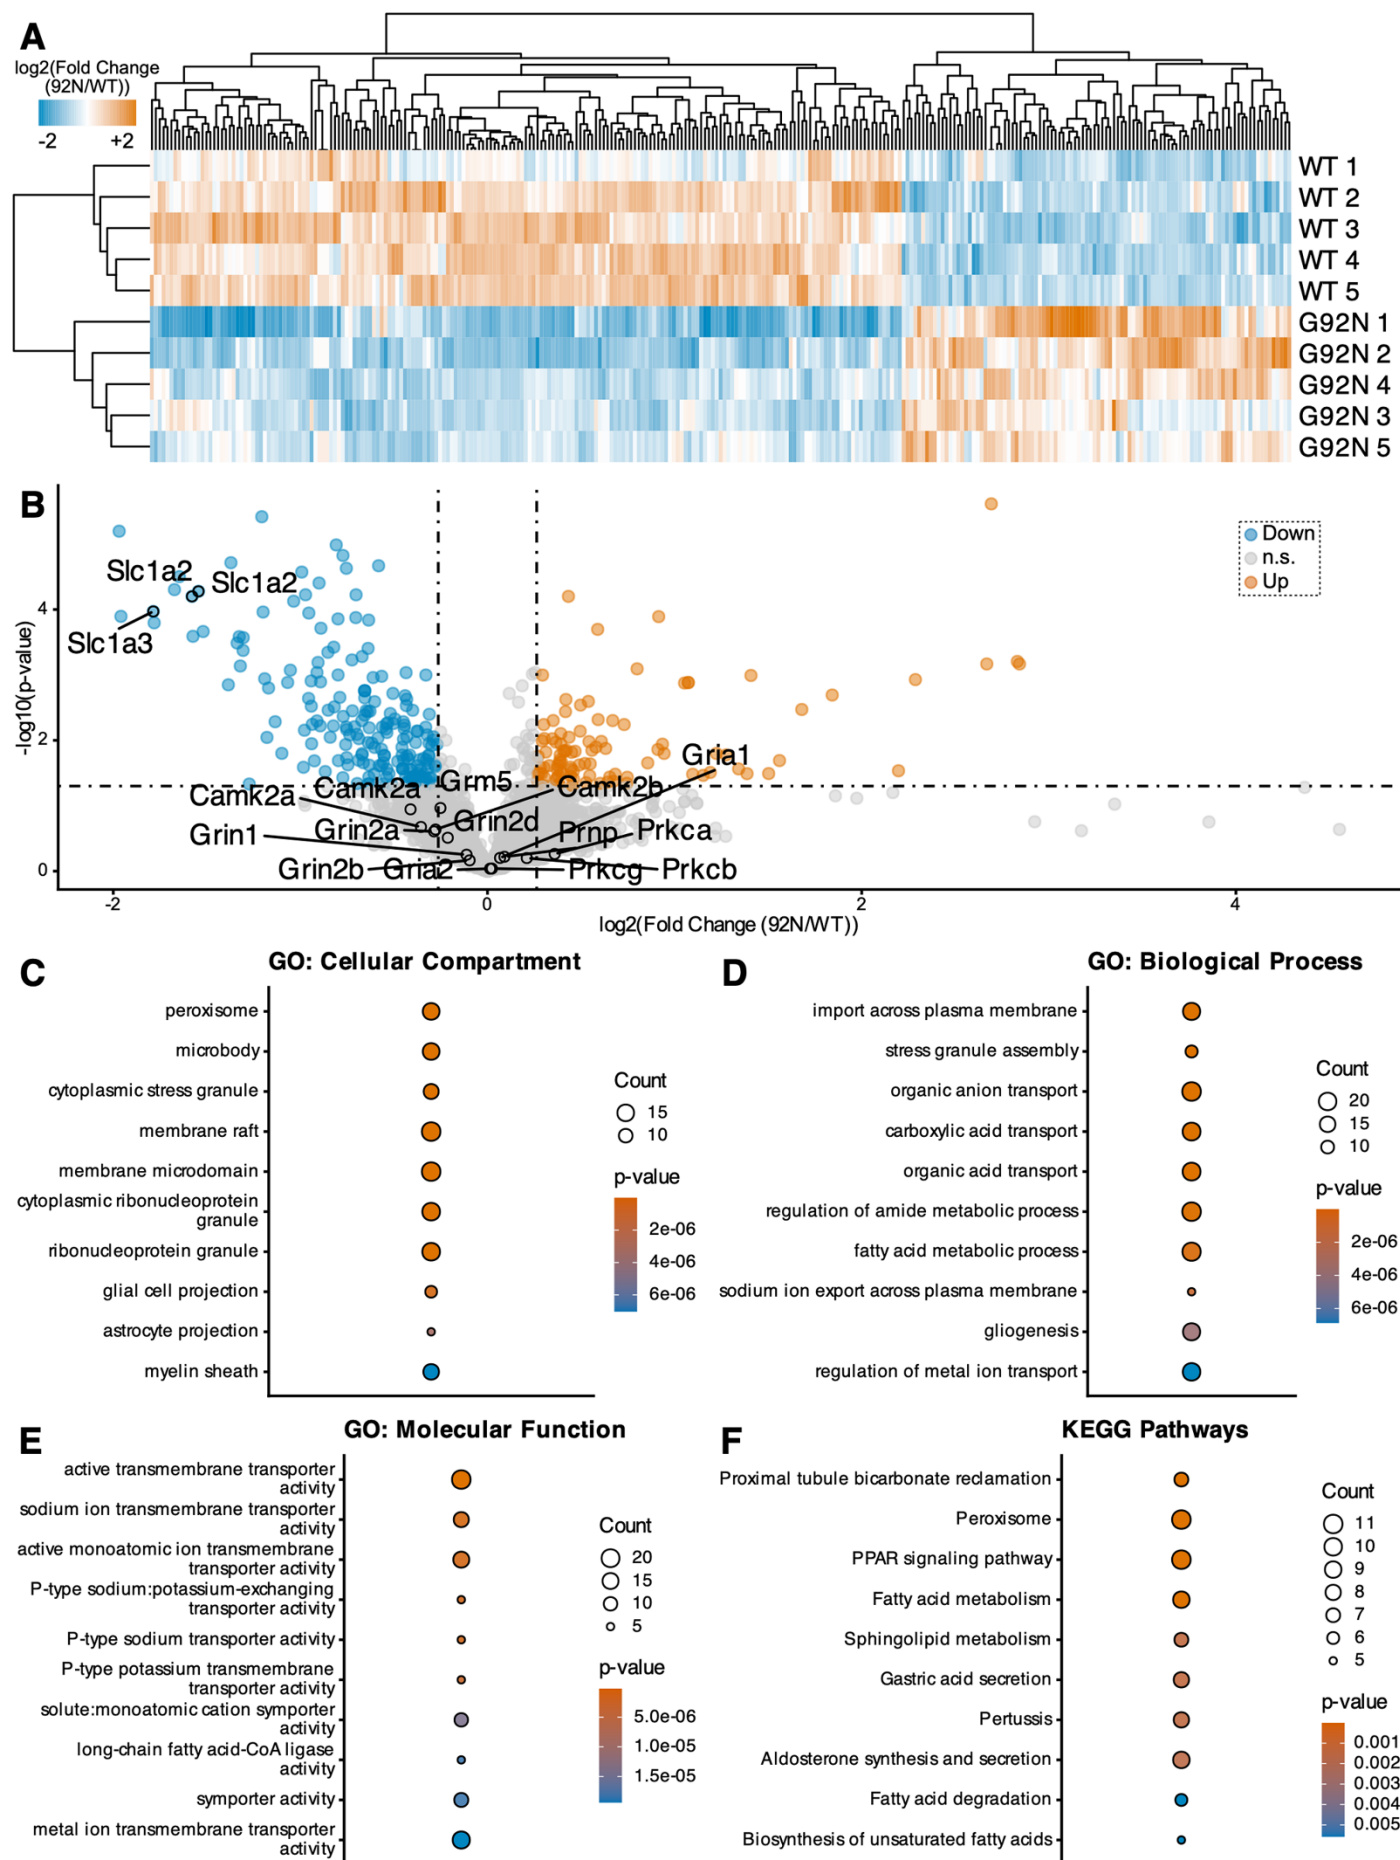 A
log2(Fold Change
(92N/WT))
-2
+2
WT 1
WT 2
WT 3
WT 4
WT 5
G92N 1
G92N 2
G92N 4
G92N 3
G92N 5
B
-log10(p-value)
4
2
0
-2
0
2
4
log2(Fold Change (92N/WT))
Down
n.s.
Up
Slc1a2
Slc1a2
Slc1a3
Gria1
Camk2a
Camk2a
Grm5
Camk2b
Grin1
Grin2a
Grin2d
Prnp
Prkca
Grin2b
Gria2
Prkcg
Prkcb
C
GO: Cellular Compartment
peroxisome
microbody
cytoplasmic stress granule
membrane raft
membrane microdomain
cytoplasmic ribonucleoprotein
granule
ribonucleoprotein granule
glial cell projection
astrocyte projection
myelin sheath
Count
15
10
p-value
2e-06
4e-06
6e-06
D
GO: Biological Process
import across plasma membrane
stress granule assembly
organic anion transport
carboxylic acid transport
organic acid transport
regulation of amide metabolic process
fatty acid metabolic process
sodium ion export across plasma membrane
gliogenesis
regulation of metal ion transport
Count
20
15
10
p-value
2e-06
4e-06
6e-06
E
GO: Molecular Function
active transmembrane transporter
activity
sodium ion transmembrane transporter
activity
active monoatomic ion transmembrane
transporter activity
P-type sodium:potassium-exchanging
transporter activity
P-type sodium transporter activity
P-type potassium transmembrane
transporter activity
solute:monoatomic cation symporter
activity
long-chain fatty acid-CoA ligase
activity
symporter activity
metal ion transmembrane transporter
activity
Count
20
15
10
5
p-value
5.0e-06
1.0e-05
1.5e-05
F
KEGG Pathways
Proximal tubule bicarbonate reclamation
Peroxisome
PPAR signaling pathway
Fatty acid metabolism
Sphingolipid metabolism
Gastric acid secretion
Pertussis
Aldosterone synthesis and secretion
Fatty acid degradation
Biosynthesis of unsaturated fatty acids
Count
11
10
9
8
7
6
5
p-value
0.001
0.002
0.003
0.004
0.005